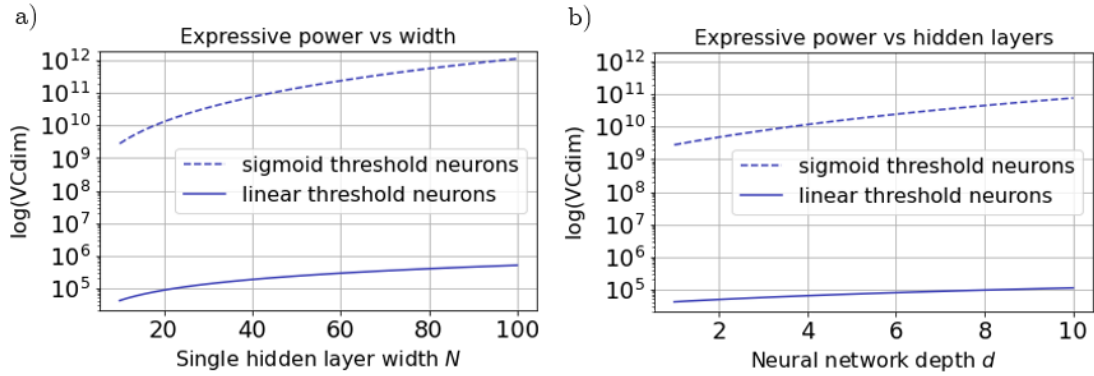 a)
Expressive power vs width
log(VCdim)
10^12
10^11
10^10
10^9
10^8
10^7
10^6
10^5
sigmoid threshold neurons
linear threshold neurons
20 40 60 80 100
Single hidden layer width N
b)
Expressive power vs hidden layers
log(VCdim)
10^12
10^11
10^10
10^9
10^8
10^7
10^6
10^5
sigmoid threshold neurons
linear threshold neurons
2 4 6 8 10
Neural network depth d